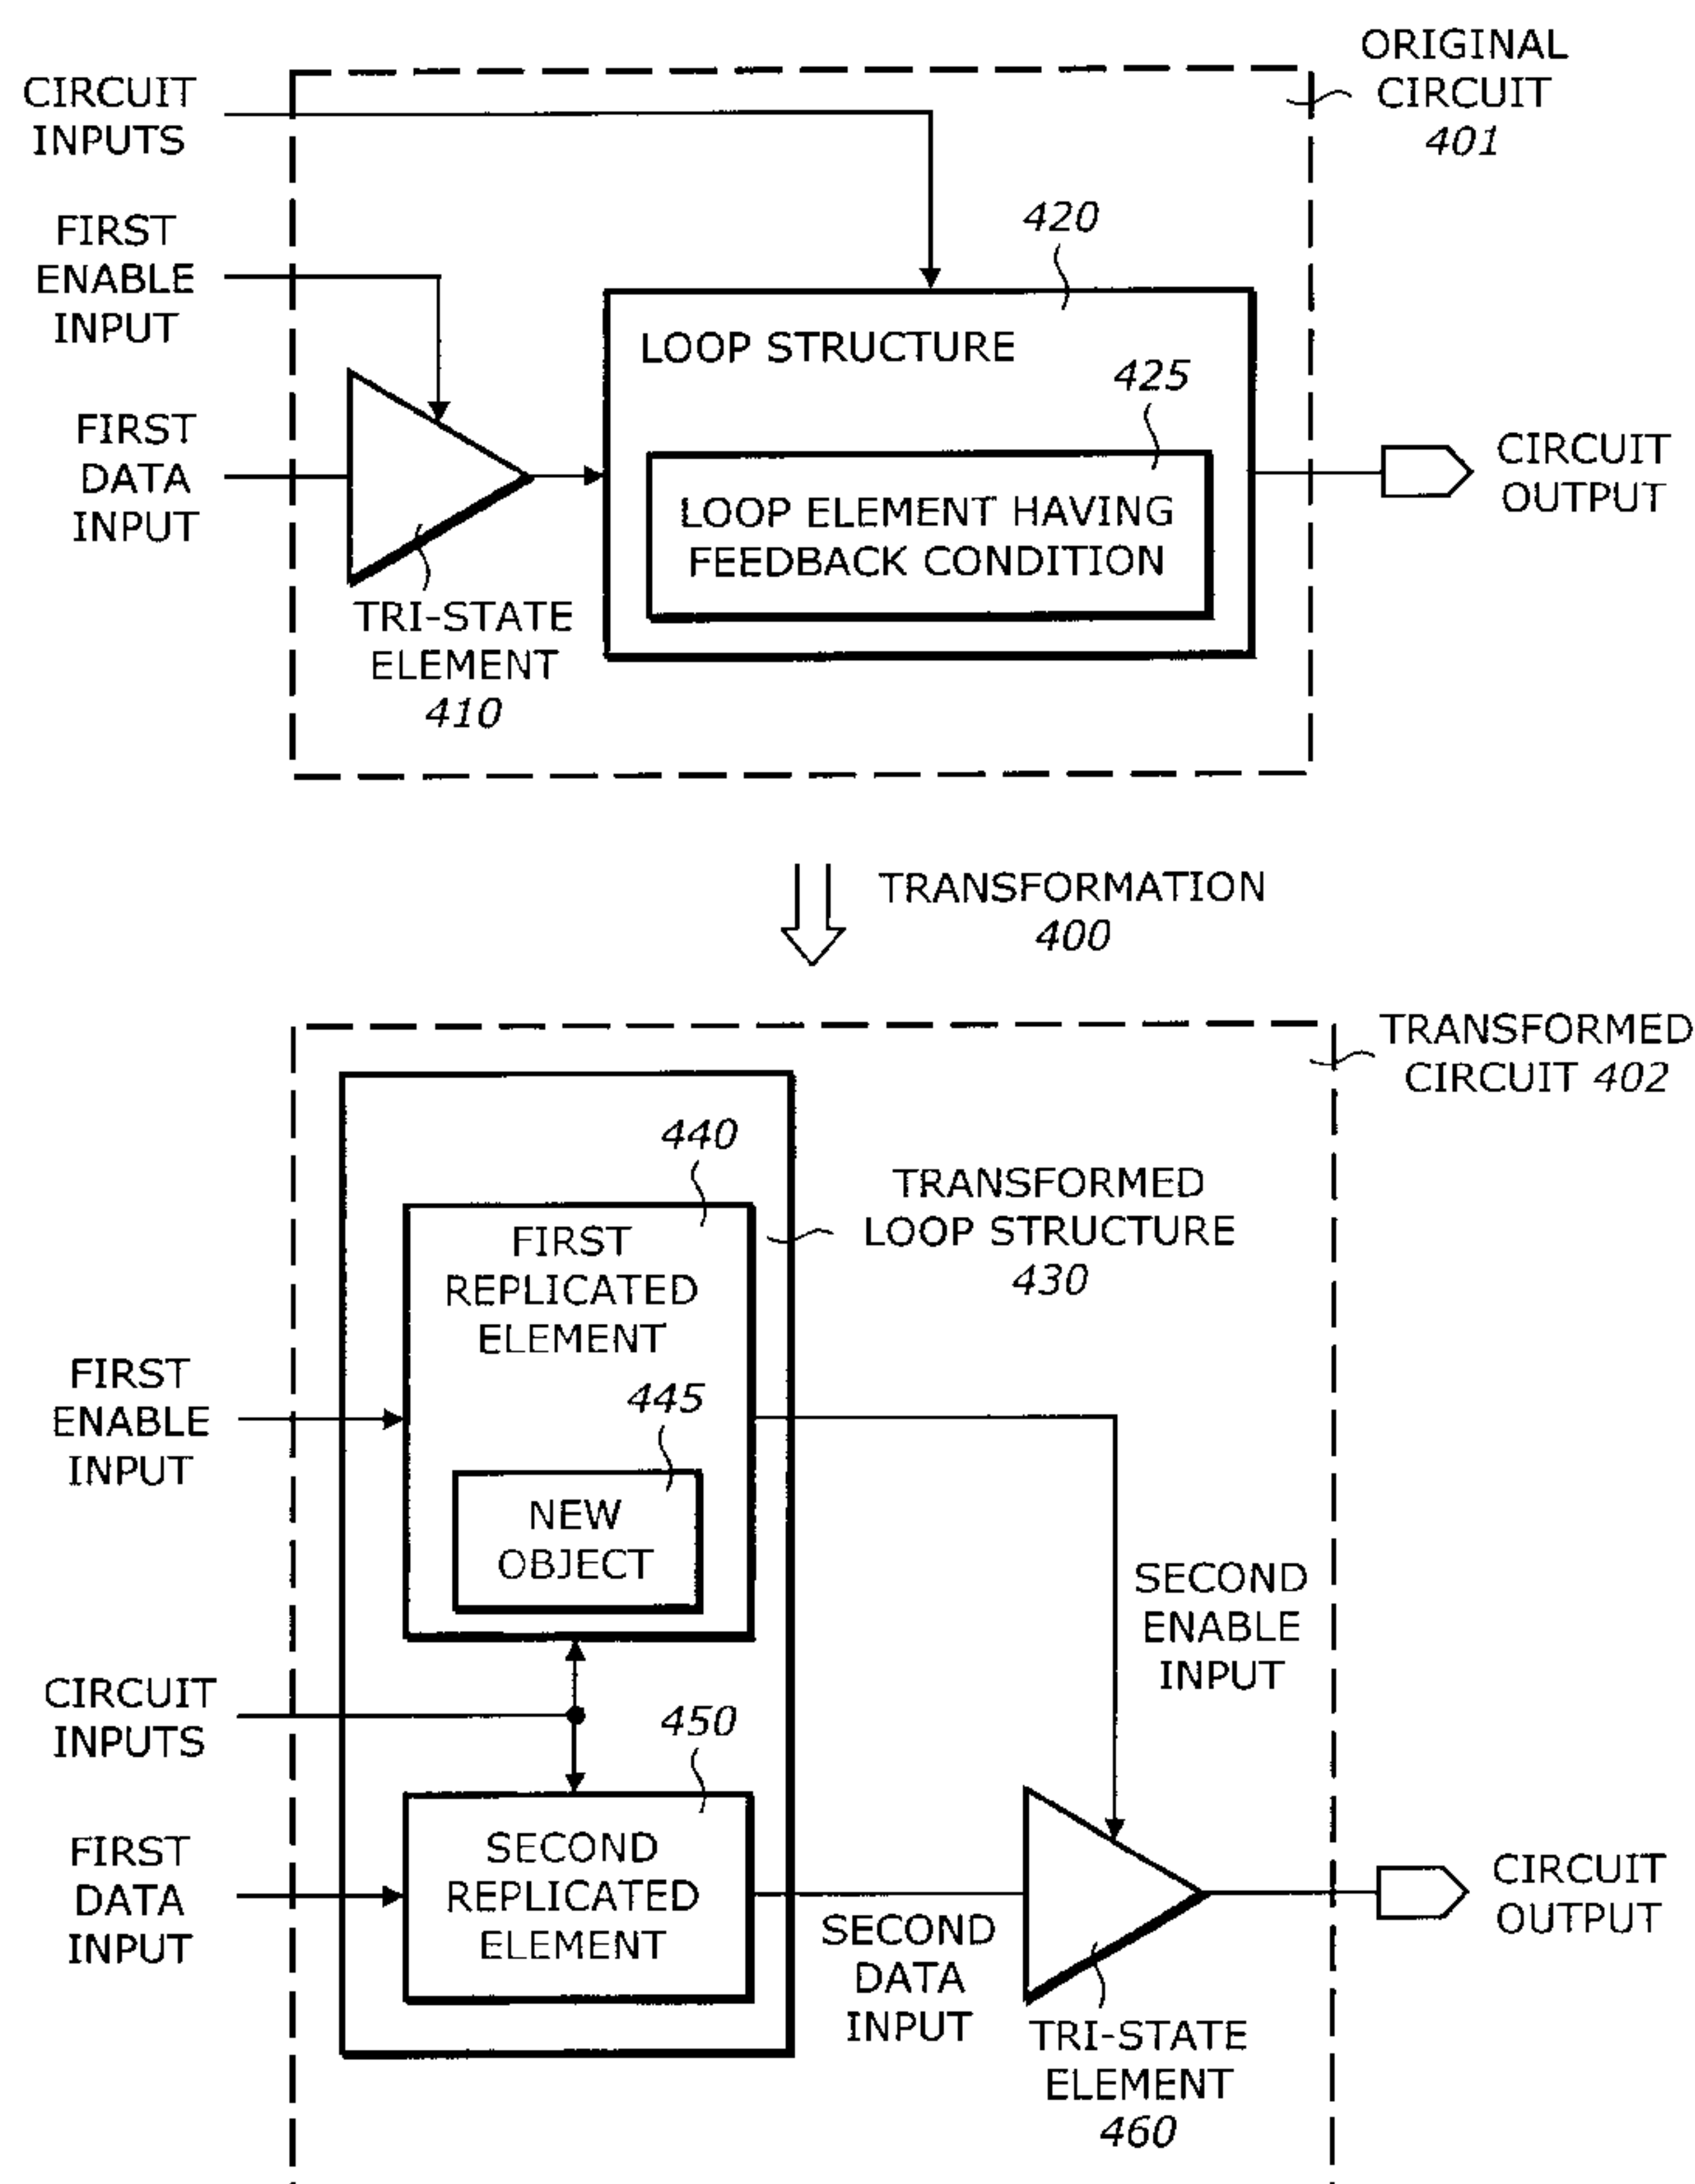 ORIGINAL
CIRCUIT
401
CIRCUIT
INPUTS
FIRST
ENABLE
INPUT
420
LOOP STRUCTURE
425
FIRST
DATA
INPUT
LOOP ELEMENT HAVING
FEEDBACK CONDITION
CIRCUIT
OUTPUT
TRI-STATE
ELEMENT
410
TRANSFORMATION
400
TRANSFORMED
CIRCUIT 402
440
TRANSFORMED
LOOP STRUCTURE
430
FIRST
REPLICATED
ELEMENT
FIRST
ENABLE
INPUT
445
NEW
OBJECT
SECOND
ENABLE
INPUT
CIRCUIT
INPUTS
450
FIRST
DATA
INPUT
SECOND
REPLICATED
ELEMENT
SECOND
DATA
INPUT
CIRCUIT
OUTPUT
TRI-STATE
ELEMENT
460